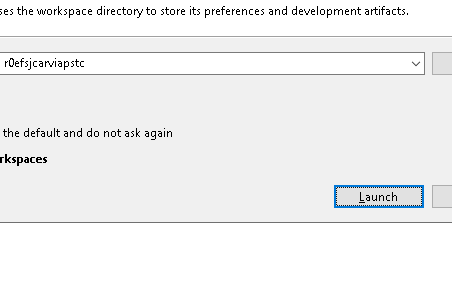 ses the workspace directory to store its preferences and development artifacts.
r0efsjcarviapstc
the default and do not ask again
rkspaces
Launch